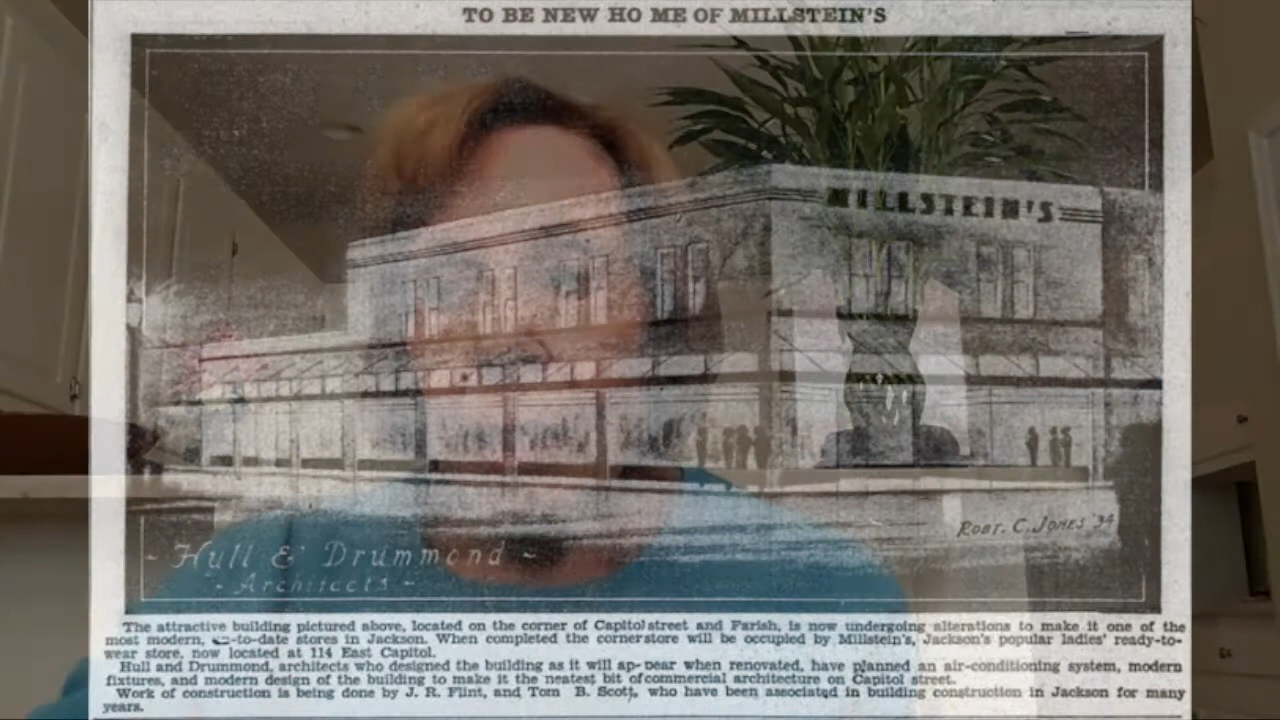 TO BE NEW HO ME OF MILLSTEIN'S
MILLSTEIN'S
ROBT. C. JONES '34
- Hull & Drummond -
- Architects -
The attractive building pictured above, located on the corner of Capitol street and Farish, is now undergoing alterations to make it one of the
most modern, up-to-date stores in Jackson. When completed the corner store will be occupied by Millstein's, Jackson's popular ladies' ready-to-
wear store, now located at 114 East Capitol.
Hull and Drummond, architects who designed the building as it will ap-pear when renovated, have planned an air-conditioning system, modern
fixtures, and modern design of the building to make it the neatest bit of commercial architecture on Capitol street.
Work of construction is being done by J. R. Flint, and Tom B. Scott, who have been associated in building construction in Jackson for many
years.